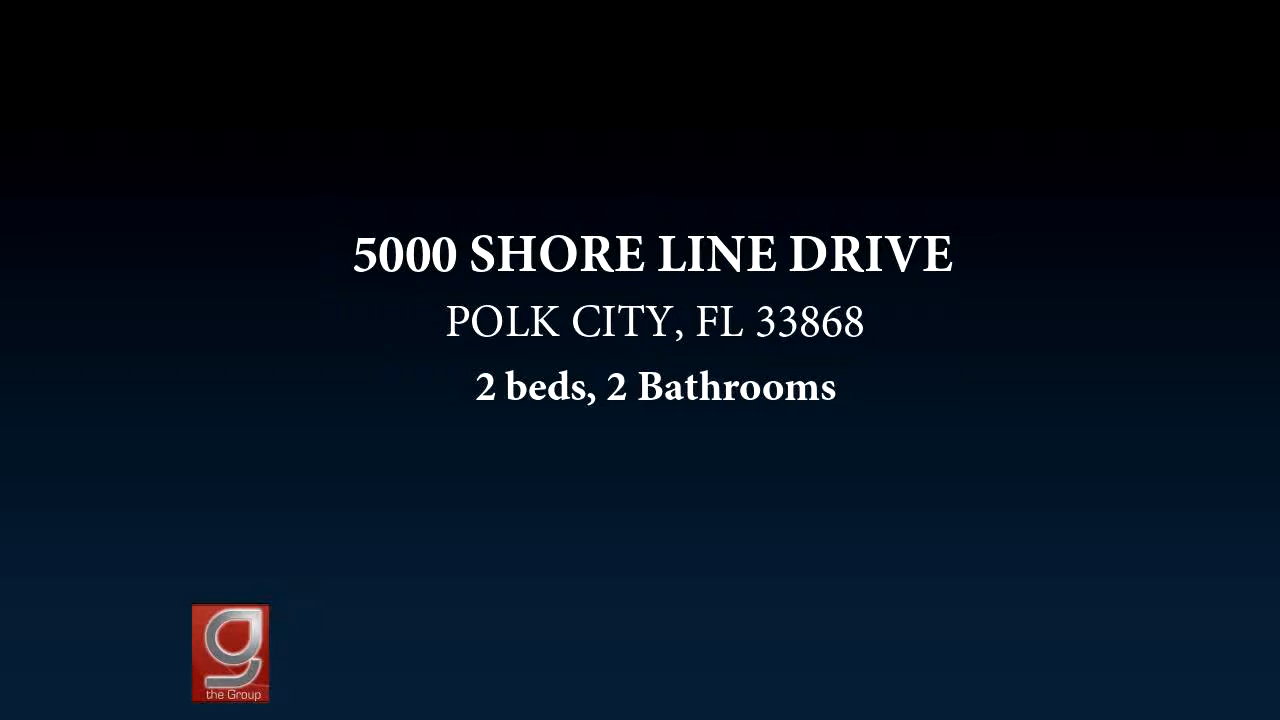 5000 SHORE LINE DRIVE
POLK CITY, FL 33868
2 beds, 2 Bathrooms
g
the Group